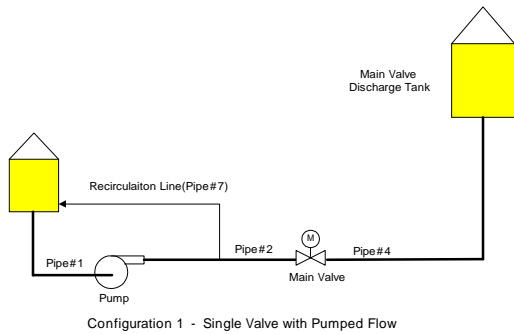 Main Valve
Discharge Tank
Recirculaiton Line(Pipe#7)
Pipe#1
Pump
Pipe#2
M
Main Valve
Pipe#4
Configuration 1 - Single Valve with Pumped Flow